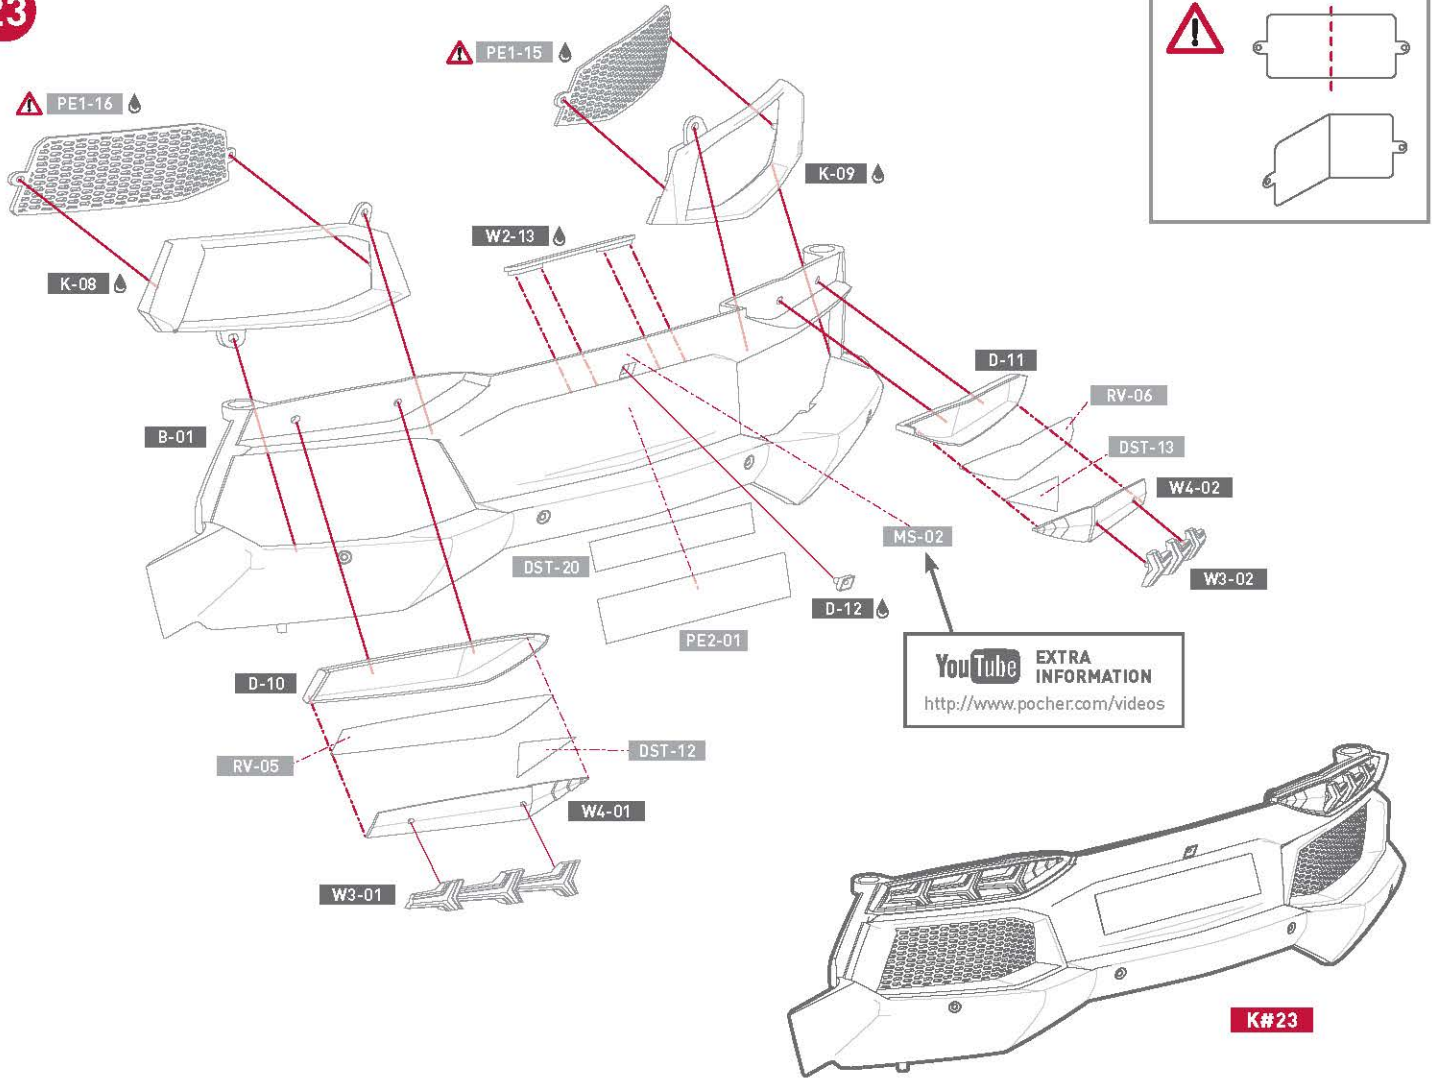 23
PE1-15
PE1-16
K-09
W2-13
K-08
D-11
RV-06
B-01
DST-13
W4-02
MS-02
DST-20
W3-02
D-12
PE2-01
YouTube EXTRA
INFORMATION
http://www.pocher.com/videos
D-10
DST-12
RV-05
W4-01
W3-01
K#23